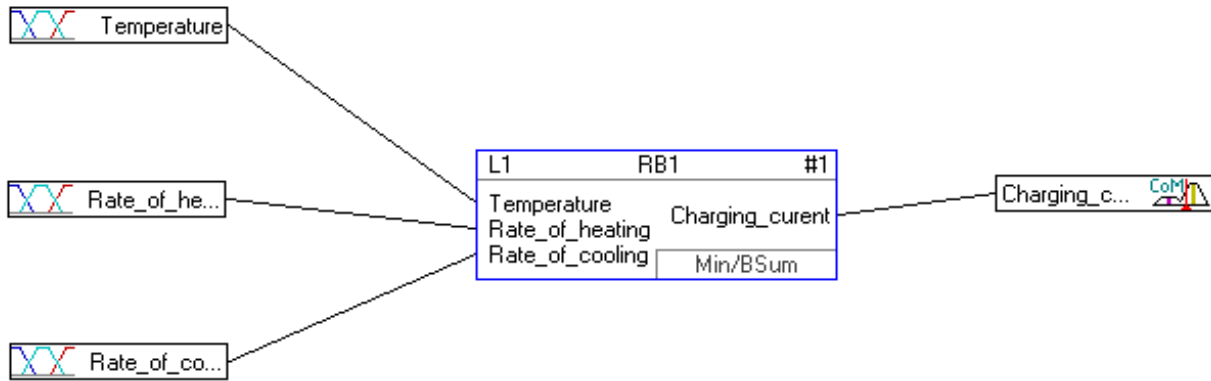 Temperature
L1 RB1 #1
Rate_of_he...
Temperature
Rate_of_heating
Rate_of_cooling
Charging_curent
Min/BSum
Charging_c... CoM
Rate_of_co...